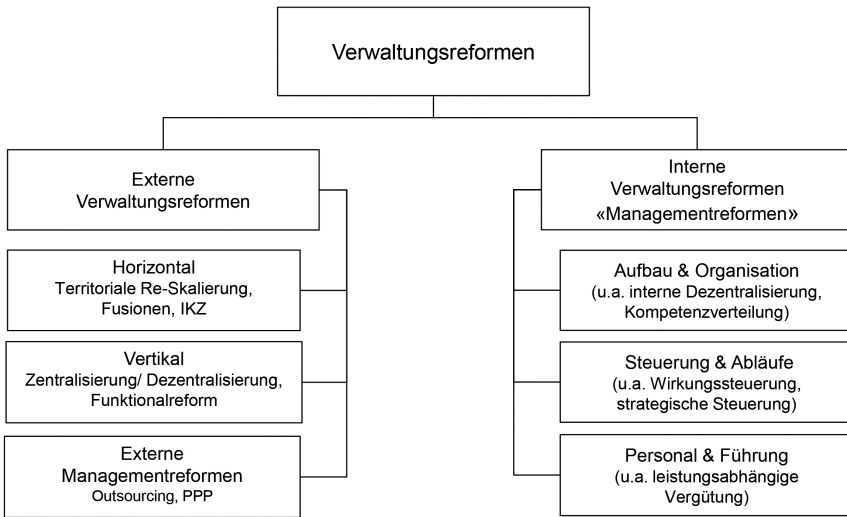 Verwaltungsreformen
Externe
Verwaltungsreformen
Horizontal
Territoriale Re-Skalierung,
Fusionen, IKZ
Vertikal
Zentralisierung/ Dezentralisierung,
Funktionalreform
Externe
Managementreformen
Outsourcing, PPP
Interne
Verwaltungsreformen
«Managementreformen»
Aufbau & Organisation
(u.a. interne Dezentralisierung,
Kompetenzverteilung)
Steuerung & Abläufe
(u.a. Wirkungssteuerung,
strategische Steuerung)
Personal & Führung
(u.a. leistungsabhängige
Vergütung)